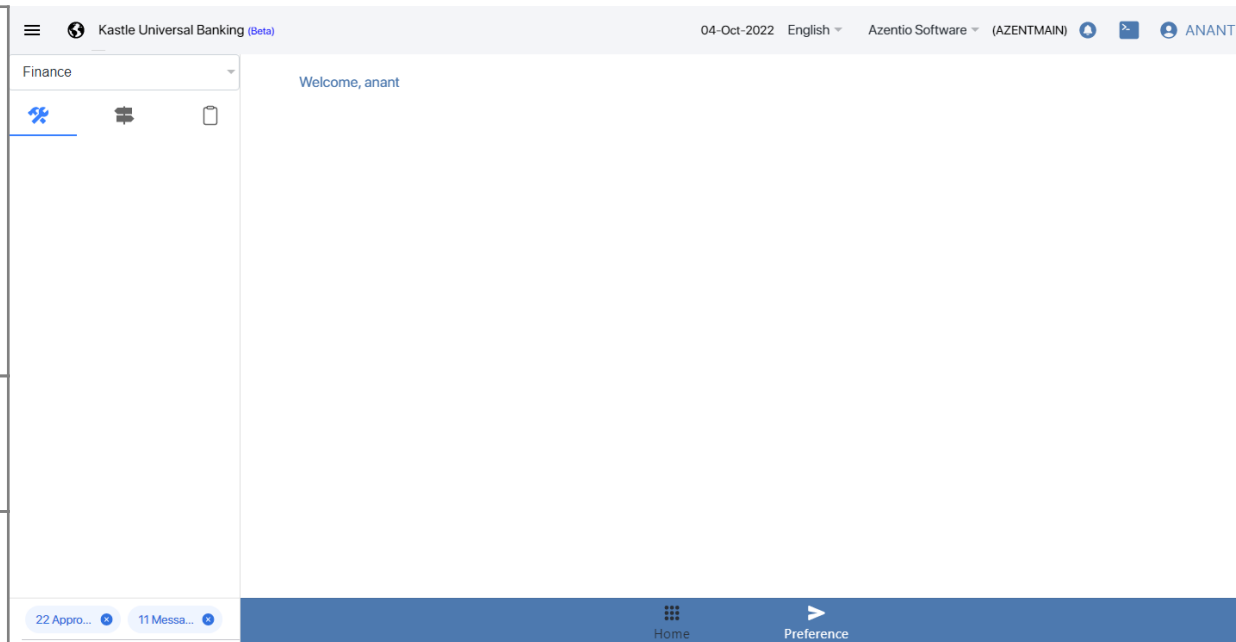 Kastle Universal Banking (Beta) 04-Oct-2022 English Azentio Software (AZENTMAIN) ANANT
Finance
Welcome, anant
22 Appro... 11 Messa...
Home Preference